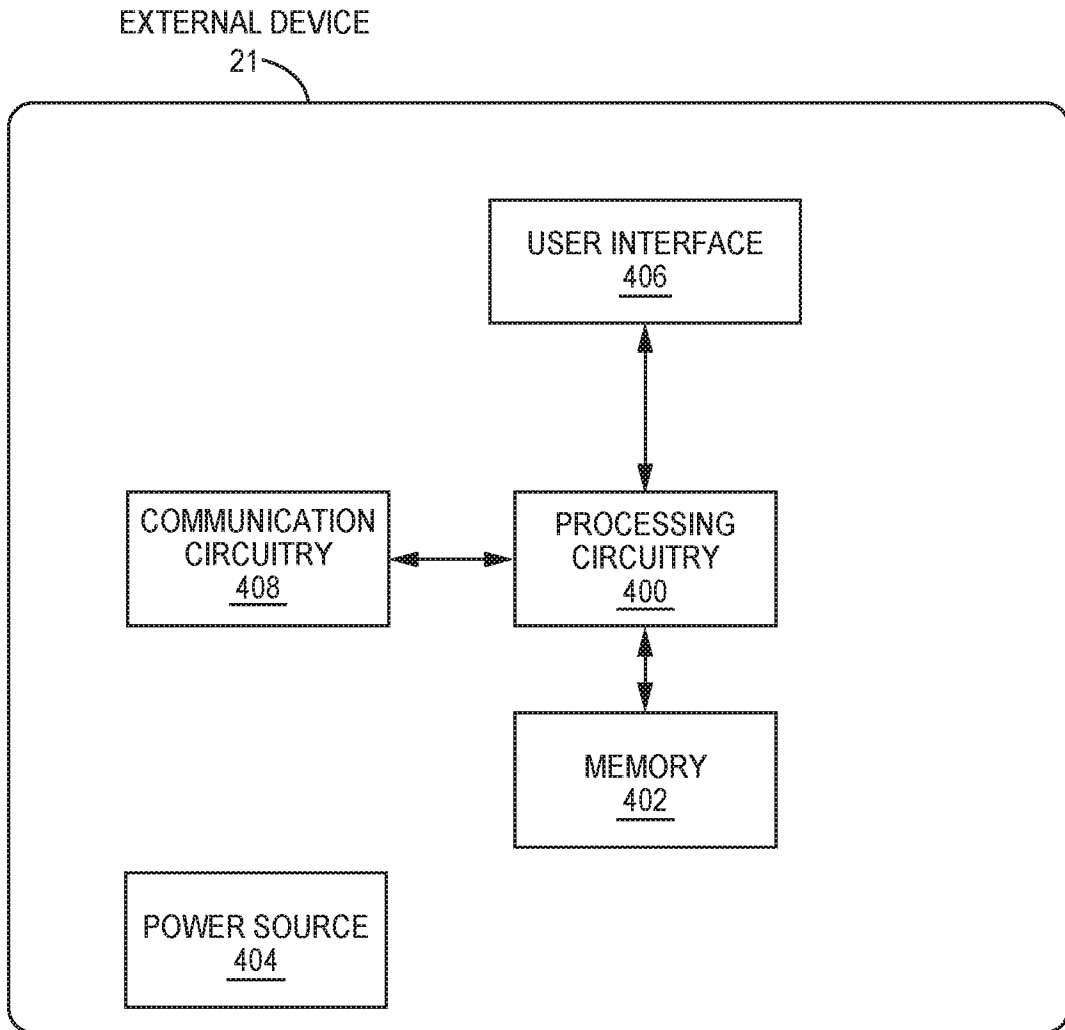 EXTERNAL DEVICE
21
USER INTERFACE
406
COMMUNICATION
CIRCUITRY
408
PROCESSING
CIRCUITRY
400
MEMORY
402
POWER SOURCE
404